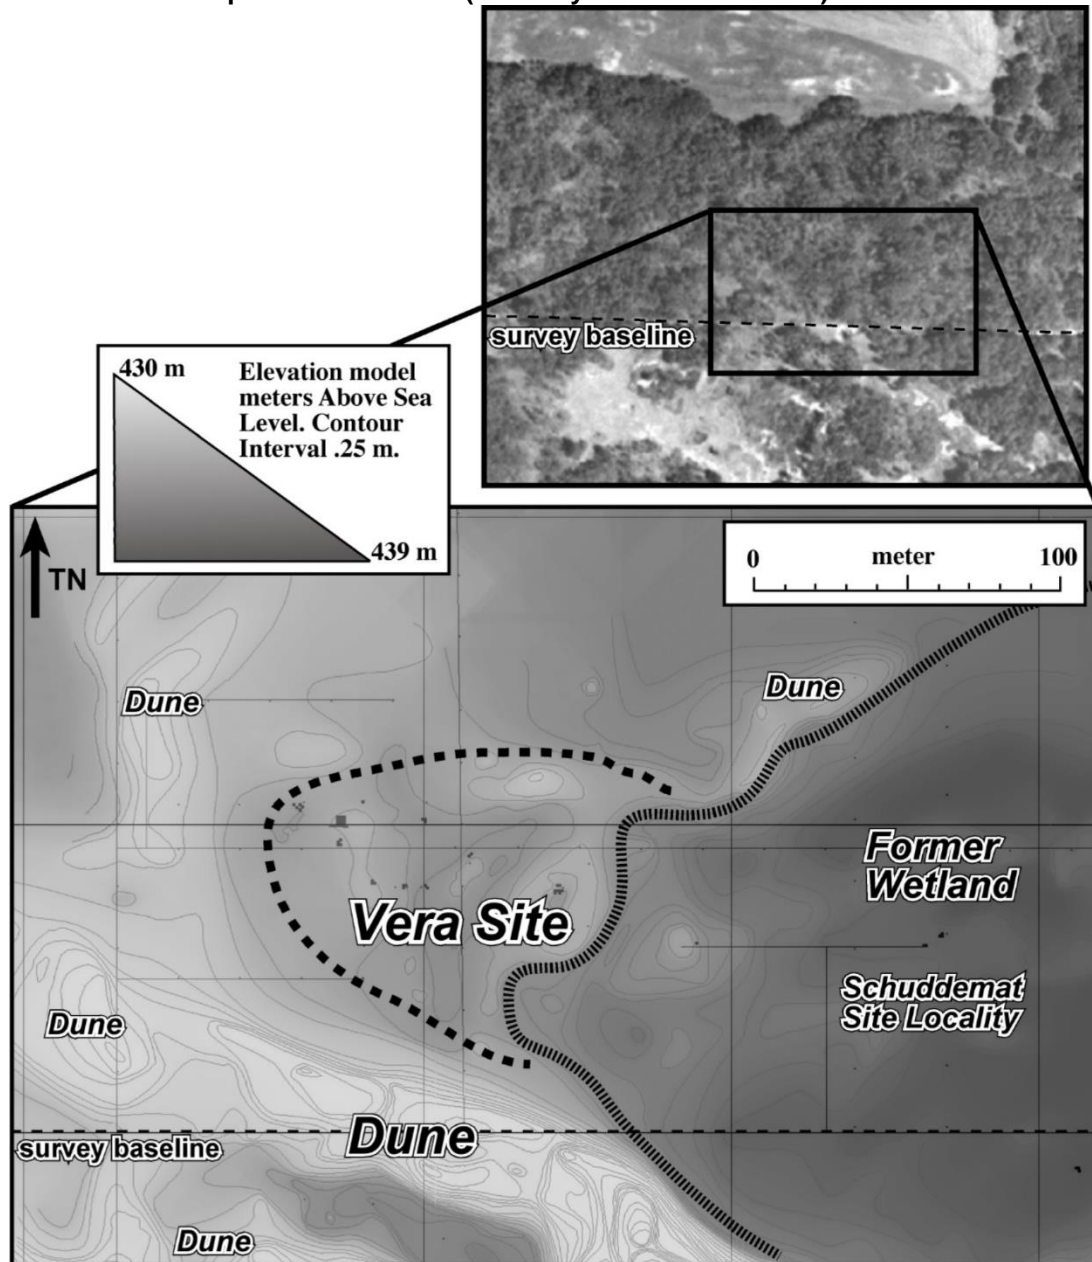 survey baseline
430 m
Elevation model
meters Above Sea
Level. Contour
Interval .25 m.
439 m
TN
0 meter 100
Dune
Dune
Former
Wetland
Vera Site
Schuddemat
Site Locality
Dune
Dune
survey baseline
Dune